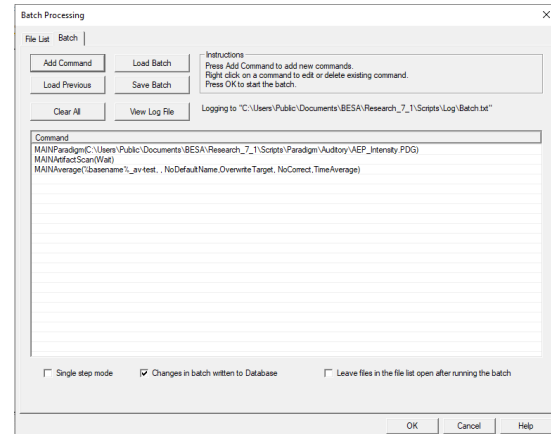 Batch Processing
File List Batch
Add Command Load Batch
Load Previous Save Batch
Clear All View Log File
Instructions
Press Add Command to add new commands.
Right click on a command to edit or delete existing command.
Press OK to start the batch.
Logging to "C:\Users\Public\Documents\BESA\Research_7_1\Scripts\Log\Batch.txt"
Command
MAINParadigm(C:\Users\Public\Documents\BESA\Research_7_1\Scripts\Paradigm\Auditory\AEP_Intensity.PDG)
MAINArtifactScan(Wait)
MAINAverage(%basename%_av-test, , NoDefaultName,OverwriteTarget, NoCorrect,TimeAverage)
Single step mode Changes in batch written to Database Leave files in the file list open after running the batch
OK Cancel Help